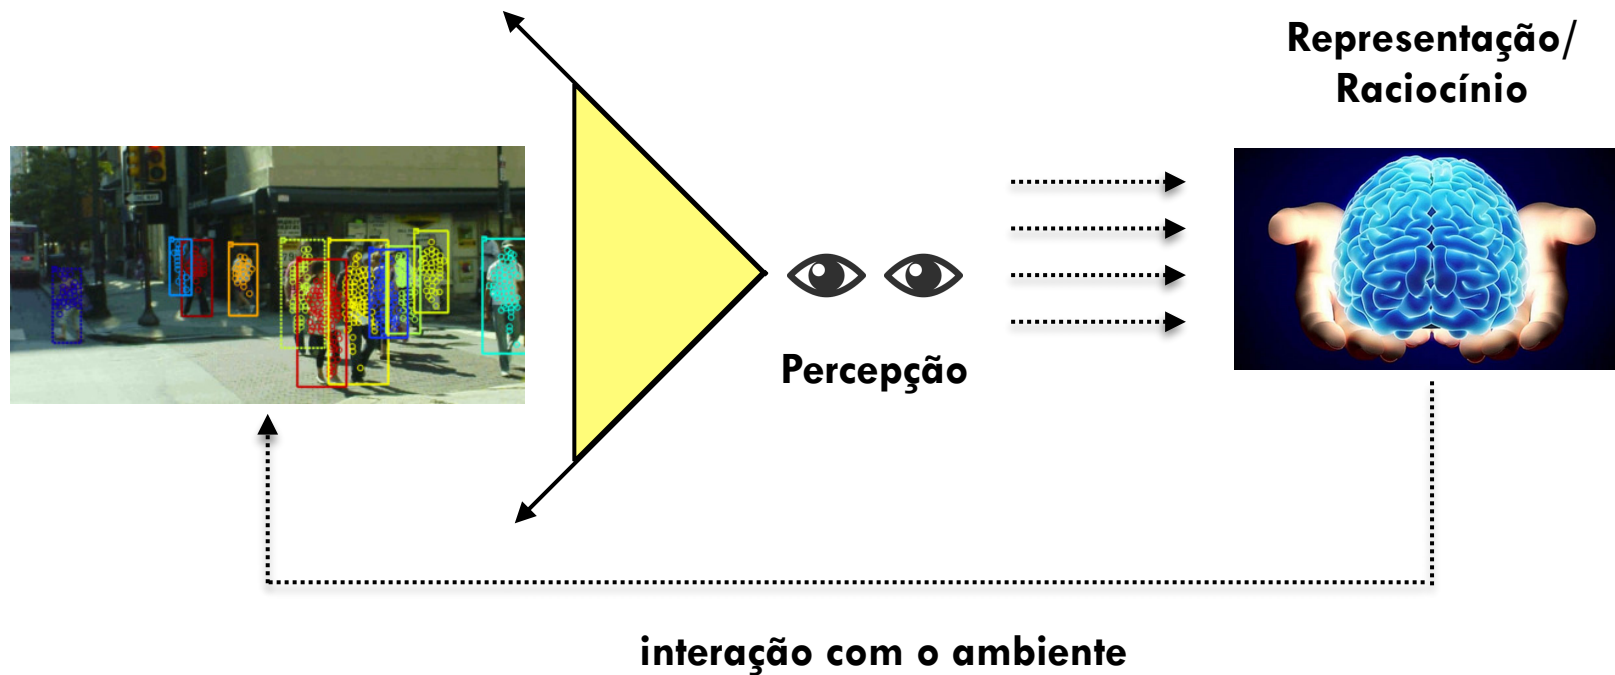 Representação/
Raciocínio
Percepção
interação com o ambiente